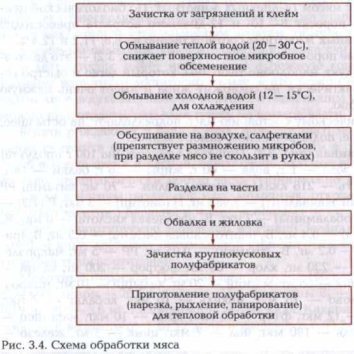 Зачистка от загрязнений и клейм
Обмывание теплой водой (20 — 30°С),
снижает поверхностное микробное
обсеменение
Обмывание холодной водой (12 — 15°С),
для охлаждения
Обсушивание на воздухе, салфетками
(препятствует размножению микробов,
при разделке мясо не скользит в руках)
Разделка на части
Обвалка и жиловка
Зачистка крупнокусковых
полуфабрикатов
Приготовление полуфабрикатов
(нарезка, рыхление, панирование)
для тепловой обработки
Рис. 3.4. Схема обработки мяса